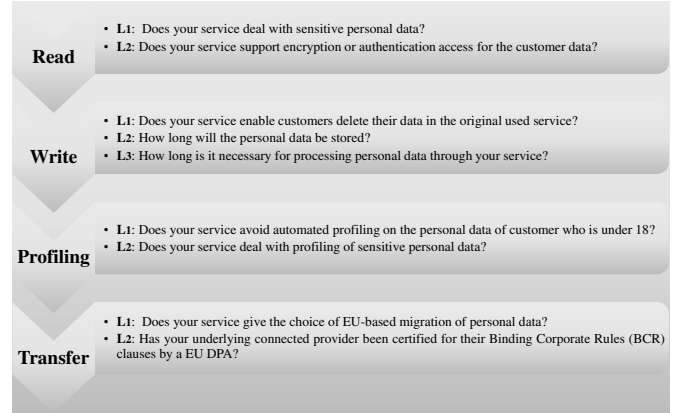 Read
• L1: Does your service deal with sensitive personal data?
• L2: Does your service support encryption or authentication access for the customer data?
Write
• L1: Does your service enable customers delete their data in the original used service?
• L2: How long will the personal data be stored?
• L3: How long is it necessary for processing personal data through your service?
Profiling
• L1: Does your service avoid automated profiling on the personal data of customer who is under 18?
• L2: Does your service deal with profiling of sensitive personal data?
Transfer
• L1: Does your service give the choice of EU-based migration of personal data?
• L2: Has your underlying connected provider been certified for their Binding Corporate Rules (BCR)
clauses by a EU DPA?